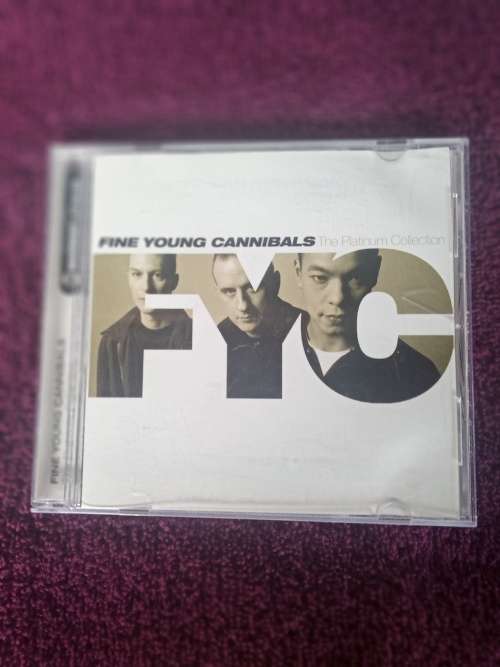 FINE YOUNG CANNIBALS The Platinum Collection
FYC
FINE YOUNG CANNIBALS